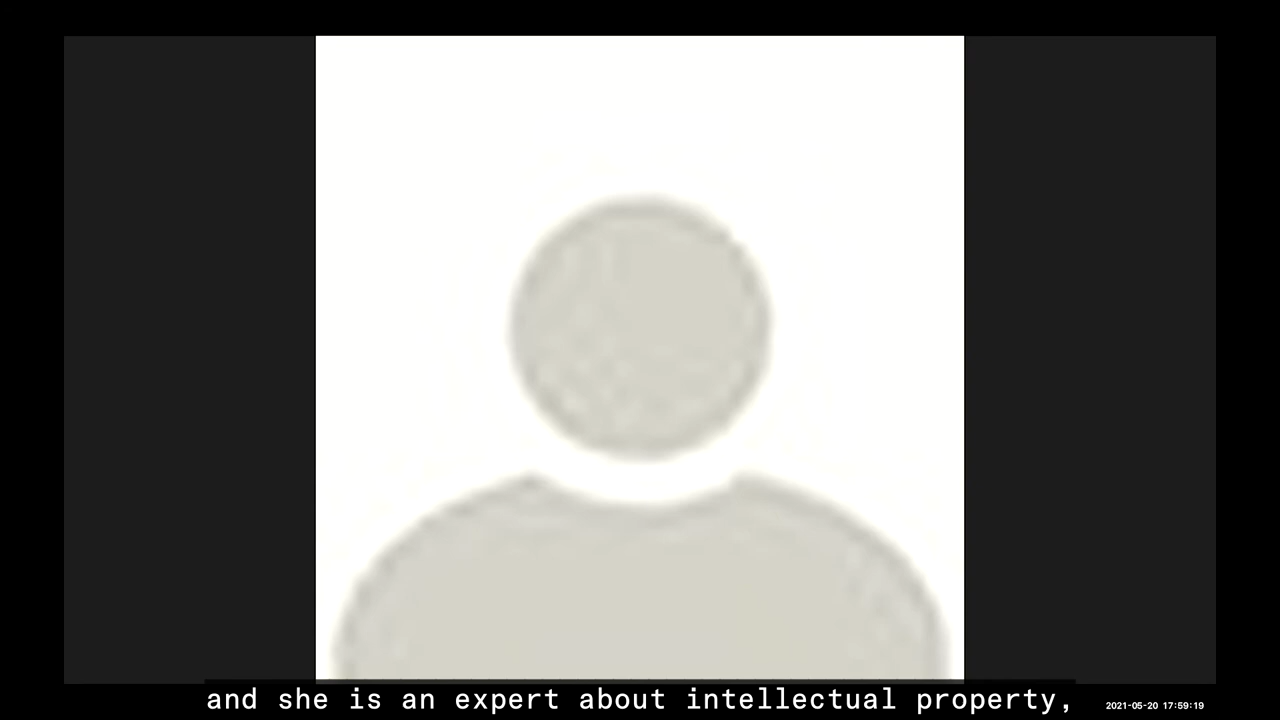 and she is an expert about intellectual property,
2021-05-20 17:59:19